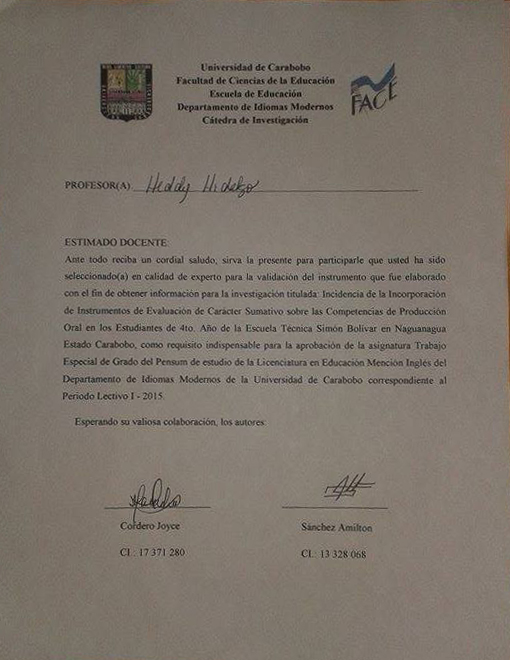 Universidad de Carabobo
Facultad de Ciencias de la Educación
Escuela de Educación
Departamento de Idiomas Modernos
Cátedra de Investigación
FACE
PROFESOR(A) Heddy Hidalgo
ESTIMADO DOCENTE:
Ante todo reciba un cordial saludo, sirva la presente para participarle que usted ha sido
seleccionado(a) en calidad de experto para la validación del instrumento que fue elaborado
con el fin de obtener información para la investigación titulada: Incidencia de la Incorporación
de Instrumentos de Evaluación de Carácter Sumativo sobre las Competencias de Producción
Oral en los Estudiantes de 4to. Año de la Escuela Técnica Simón Bolívar en Naguanagua
Estado Carabobo, como requisito indispensable para la aprobación de la asignatura Trabajo
Especial de Grado del Pensum de estudio de la Licenciatura en Educación Mención Inglés del
Departamento de Idiomas Modernos de la Universidad de Carabobo correspondiente al
Periodo Lectivo I - 2015.
Esperando su valiosa colaboración, los autores:
Cordero Joyce
Sánchez Amilton
CI.: 17 371 280
CI.: 13 328 068